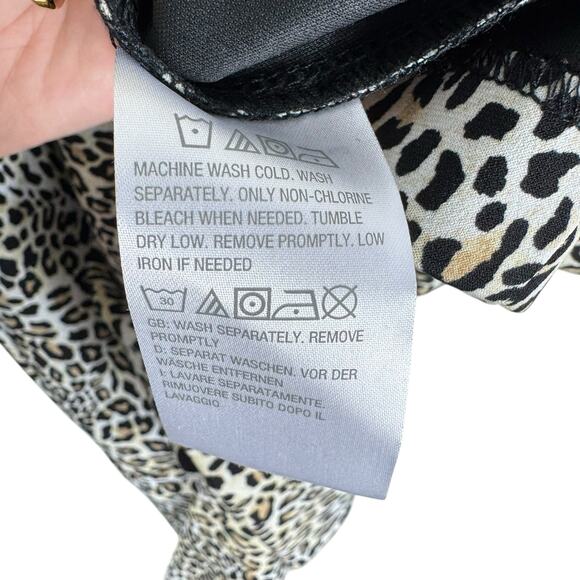 MACHINE WASH COLD. WASH
SEPARATELY. ONLY NON-CHLORINE
BLEACH WHEN NEEDED. TUMBLE
DRY LOW. REMOVE PROMPTLY. LOW
IRON IF NEEDED
30
GB: WASH SEPARATELY. REMOVE
PROMPTLY
D: SEPARAT WASCHEN. VOR DER
WÄSCHE ENTFERNEN
I: LAVARE SEPARATAMENTE.
RIMUOVERE SUBITO DOPO IL
LAVAGGIO